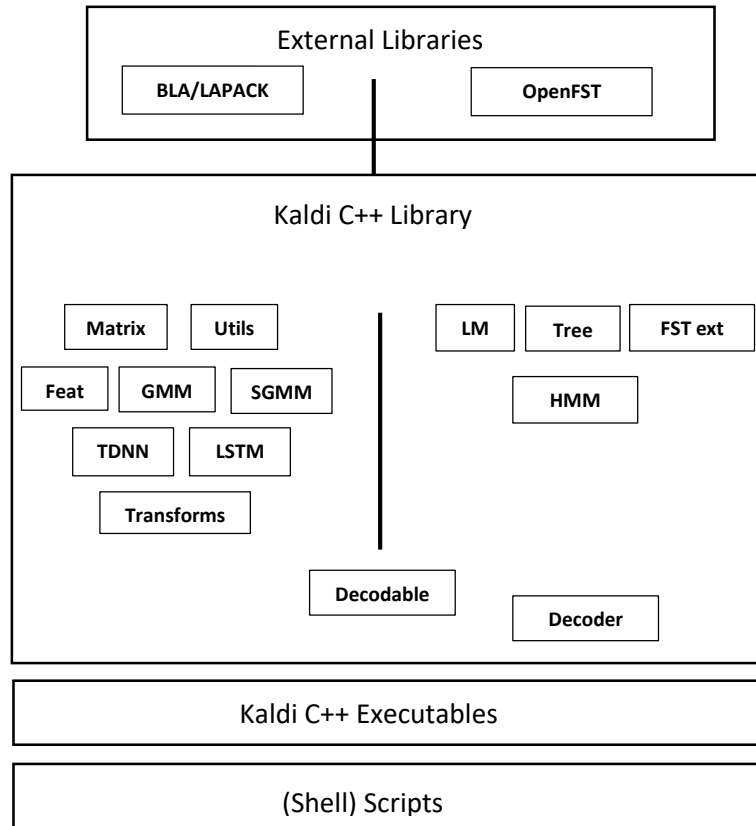 External Libraries
BLA/LAPACK
OpenFST
Kaldi C++ Library
Matrix
Utils
LM
Tree
FST ext
Feat
GMM
SGMM
HMM
TDNN
LSTM
Transforms
Decodable
Decoder
Kaldi C++ Executables
(Shell) Scripts